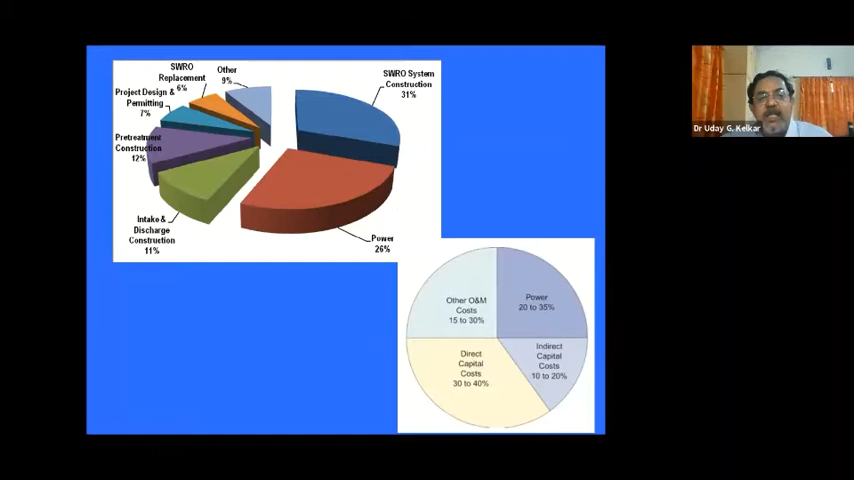 SWRO
Replacement
6%
Other
9%
SWRO System
Construction
31%
Project Design &
Permitting
7%
Pretreatment
Construction
12%
Intake &
Discharge
Construction
11%
Power
26%
Dr Uday G. Kelkar
Other O&M
Costs
15 to 30%
Power
20 to 35%
Direct
Capital
Costs
30 to 40%
Indirect
Capital
Costs
10 to 20%